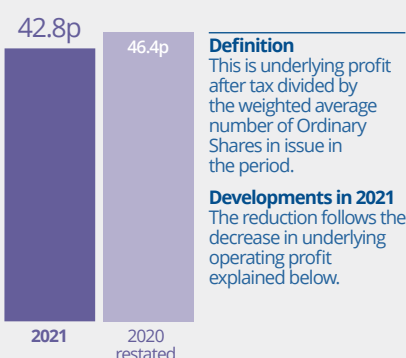 42.8p
46.4p
2021
2020
restated
Definition
This is underlying profit
after tax divided by
the weighted average
number of Ordinary
Shares in issue in
the period.
Developments in 2021
The reduction follows the
decrease in underlying
operating profit
explained below.